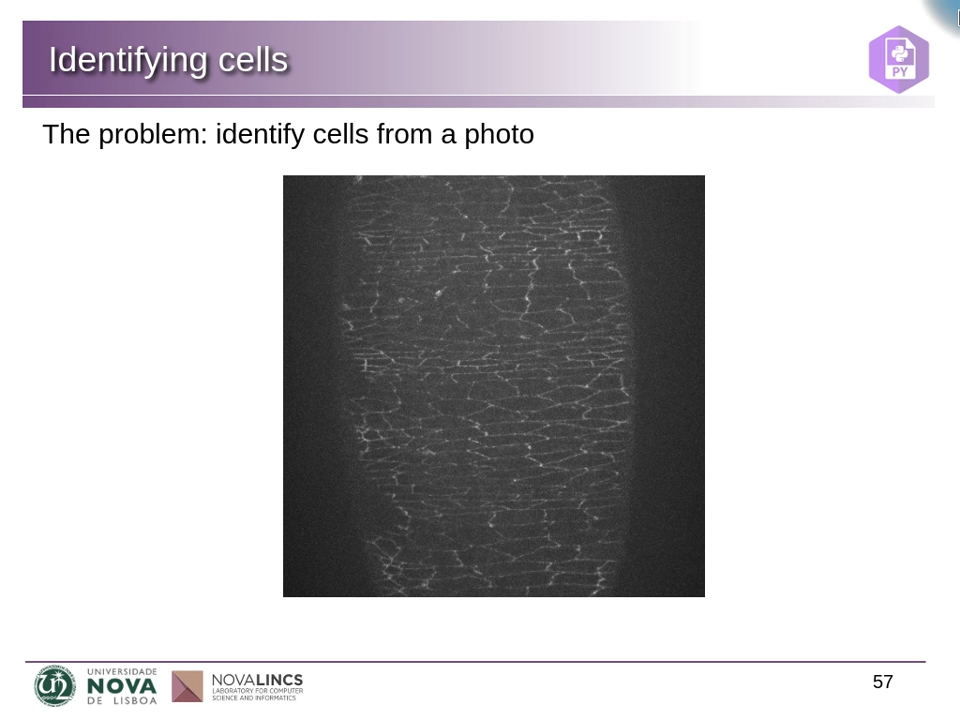 Identifying cells
PY
The problem: identify cells from a photo
UNIVERSIDADE
NOVA
DE LISBOA
NOVALINCS
LABORATORY FOR COMPUTER
SCIENCE AND INFORMATICS
57